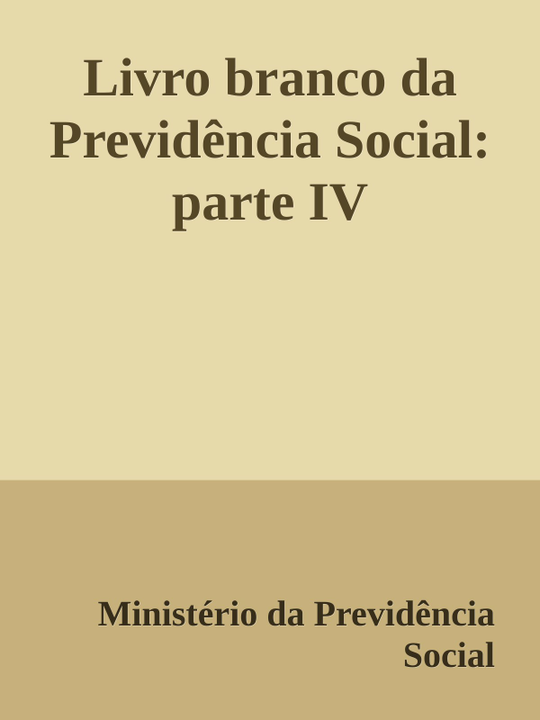 Livro branco da
Previdência Social:
parte IV
Ministério da Previdência
Social